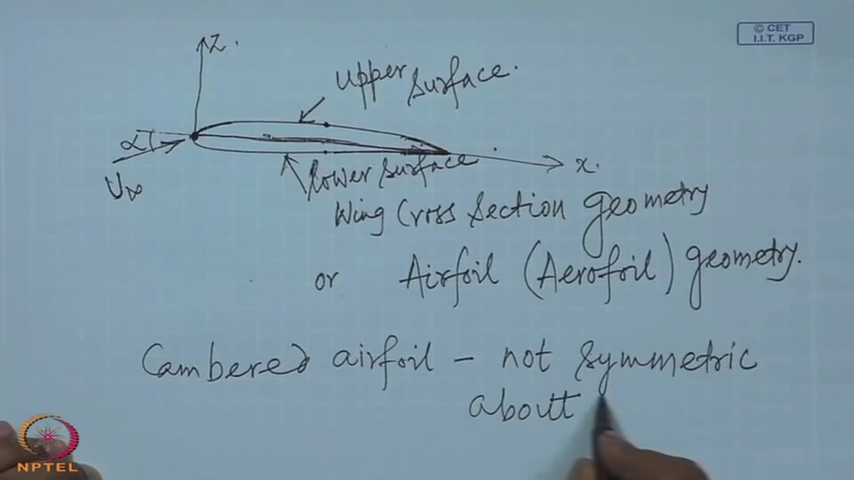 © CET
I.I.T. KGP
Z.
Upper Surface.
α
U∞
lower surface.
x.
Wing Cross Section geometry
or Airfoil (Aerofoil) geometry.
Cambered airfoil – not symmetric
about
NPTEL